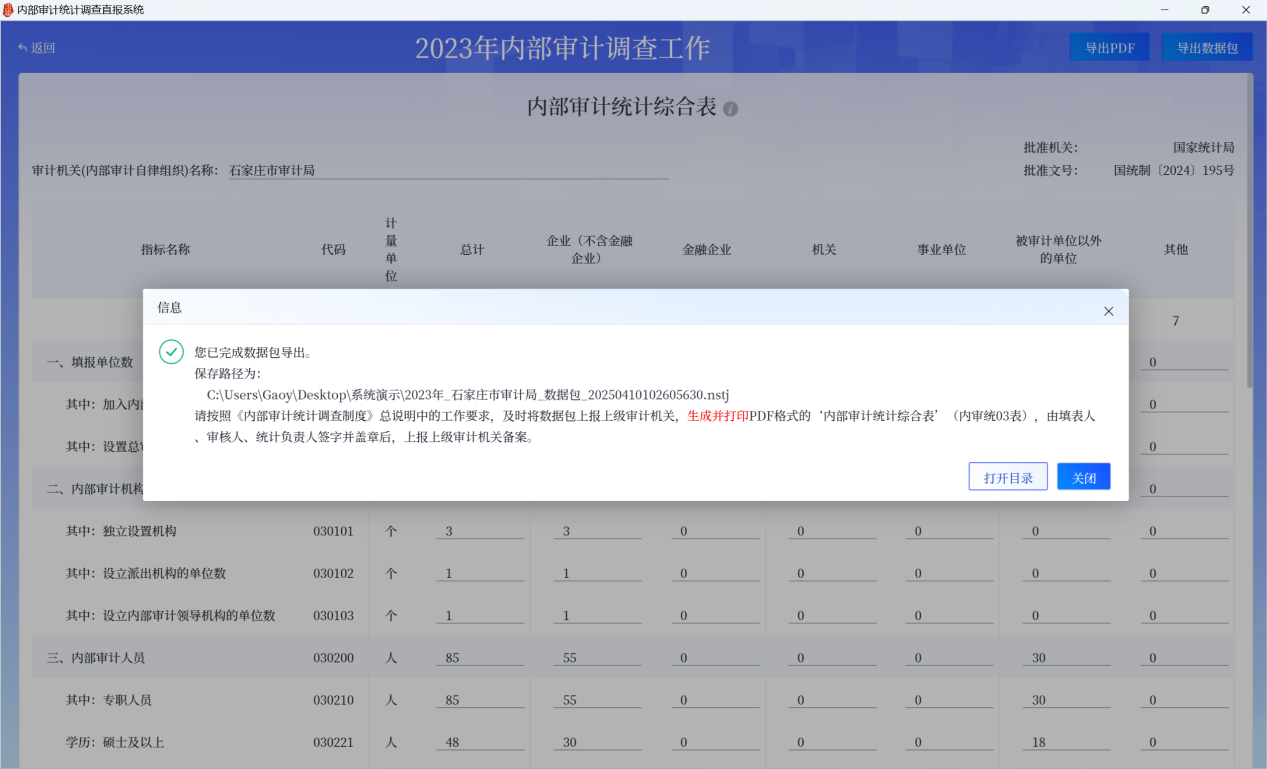 内部审计统计调查直报系统
返回
2023年内部审计调查工作
导出PDF
导出数据包
内部审计统计综合表
批准机关：
国家统计局
审计机关(内部审计自律组织)名称：
石家庄市审计局
批准文号：
国统制〔2024〕195号
指标名称 代码 计量单位 总计 企业（不含金融企业） 金融企业 机关 事业单位 被审计单位以外的单位 其他
7
一、填报单位数 0
其中：加入内 0
其中：设置总 0
二、内部审计机构 0
信息
您已完成数据包导出。
保存路径为：
C:\Users\Gaoy\Desktop\系统演示\2023年_石家庄市审计局_数据包_20250410102605630.nstj
请按照《内部审计统计调查制度》总说明中的工作要求，及时将数据包上报上级审计机关，生成并打印PDF格式的‘内部审计统计综合表’（内审统03表），由填表人
、审核人、统计负责人签字并盖章后，上报上级审计机关备案。
打开目录
关闭
其中：独立设置机构 030101 个 3 3 0 0 0 0 0
其中：设立派出机构的单位数 030102 个 1 1 0 0 0 0 0
其中：设立内部审计领导机构的单位数 030103 个 1 1 0 0 0 0 0
三、内部审计人员 030200 人 85 55 0 0 0 30 0
其中：专职人员 030210 人 85 55 0 0 0 30 0
学历：硕士及以上 030221 人 48 30 0 0 0 18 0